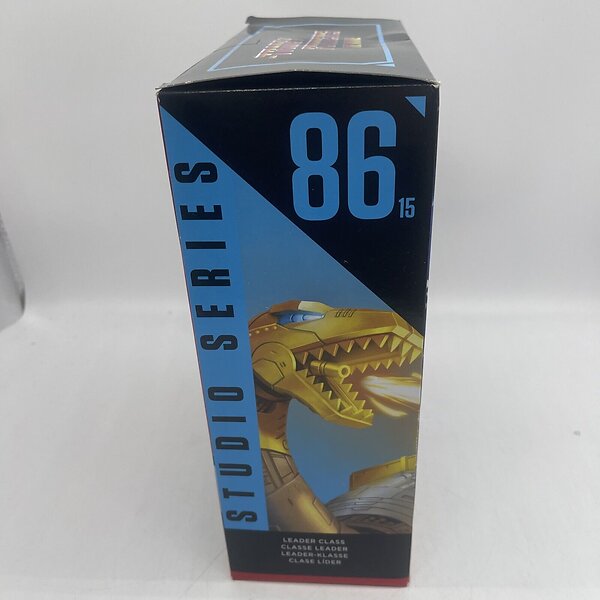 86
15
STUDIO SERIES
LEADER CLASS
CLASSE LEADER
LEADER-KLASSE
CLASE LÍDER